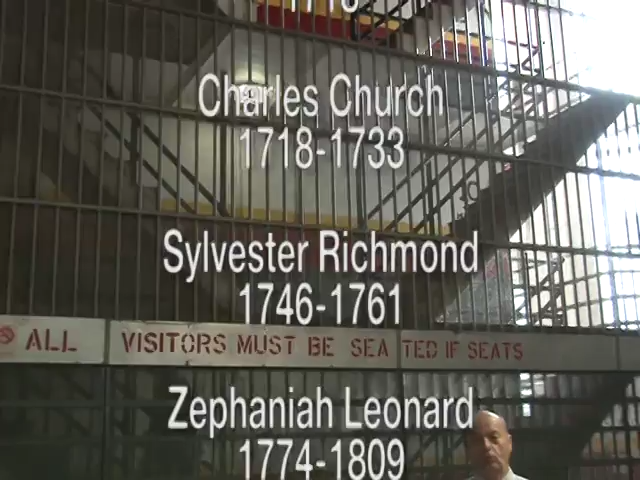 1718
Charles Church
1718-1733
Sylvester Richmond
1746-1761
ALL VISITORS MUST BE SEATED IF SEATS
Zephaniah Leonard
1774-1809